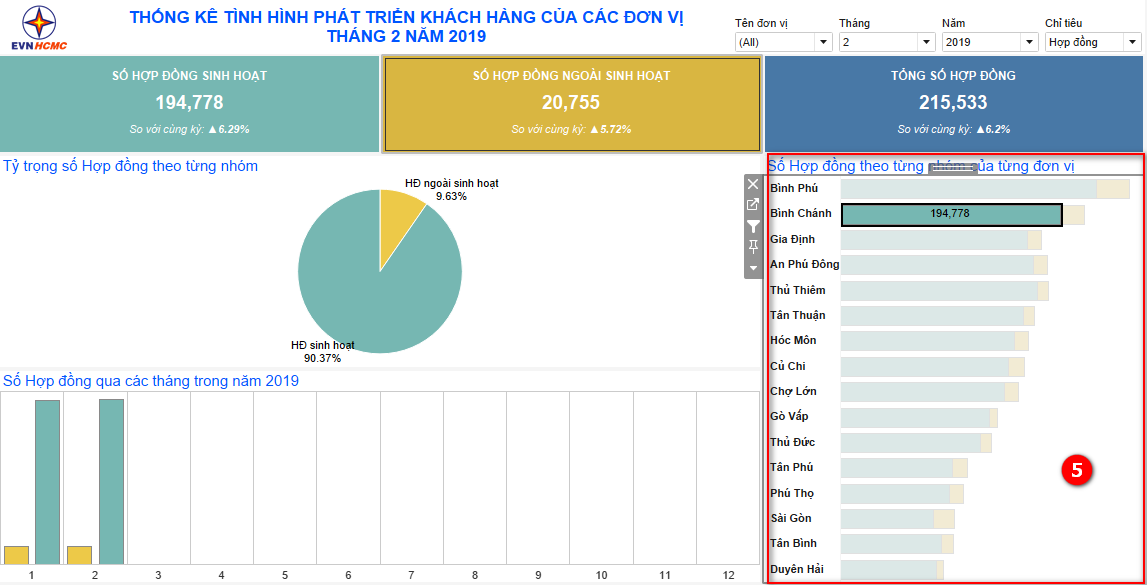 EVNHCMC
THỐNG KÊ TÌNH HÌNH PHÁT TRIỂN KHÁCH HÀNG CỦA CÁC ĐƠN VỊ
THÁNG 2 NĂM 2019
Tên đơn vị
Tháng
Năm
Chỉ tiêu
(All)
2
2019
Hợp đồng
SỐ HỢP ĐỒNG SINH HOẠT
194,778
So với cùng kỳ: ▲6.29%
SỐ HỢP ĐỒNG NGOÀI SINH HOẠT
20,755
So với cùng kỳ: ▲5.72%
TỔNG SỐ HỢP ĐỒNG
215,533
So với cùng kỳ: ▲6.2%
Tỷ trọng số Hợp đồng theo từng nhóm
HĐ ngoài sinh hoạt
9.63%
HĐ sinh hoạt
90.37%
Số Hợp đồng qua các tháng trong năm 2019
1 2 3 4 5 6 7 8 9 10 11 12
Số Hợp đồng theo từng nhóm của từng đơn vị
Bình Phú
Bình Chánh
194,778
Gia Định
An Phú Đông
Thủ Thiêm
Tân Thuận
Hóc Môn
Củ Chi
Chợ Lớn
Gò Vấp
Thủ Đức
Tân Phú
Phú Thọ
Sài Gòn
Tân Bình
Duyên Hải
5